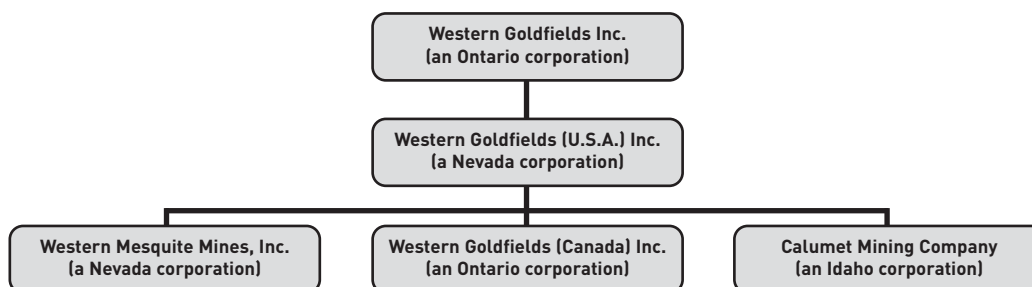 Western Goldfields Inc.
(an Ontario corporation)
Western Goldfields (U.S.A.) Inc.
(a Nevada corporation)
Western Mesquite Mines, Inc.
(a Nevada corporation)
Western Goldfields (Canada) Inc.
(an Ontario corporation)
Calumet Mining Company
(an Idaho corporation)